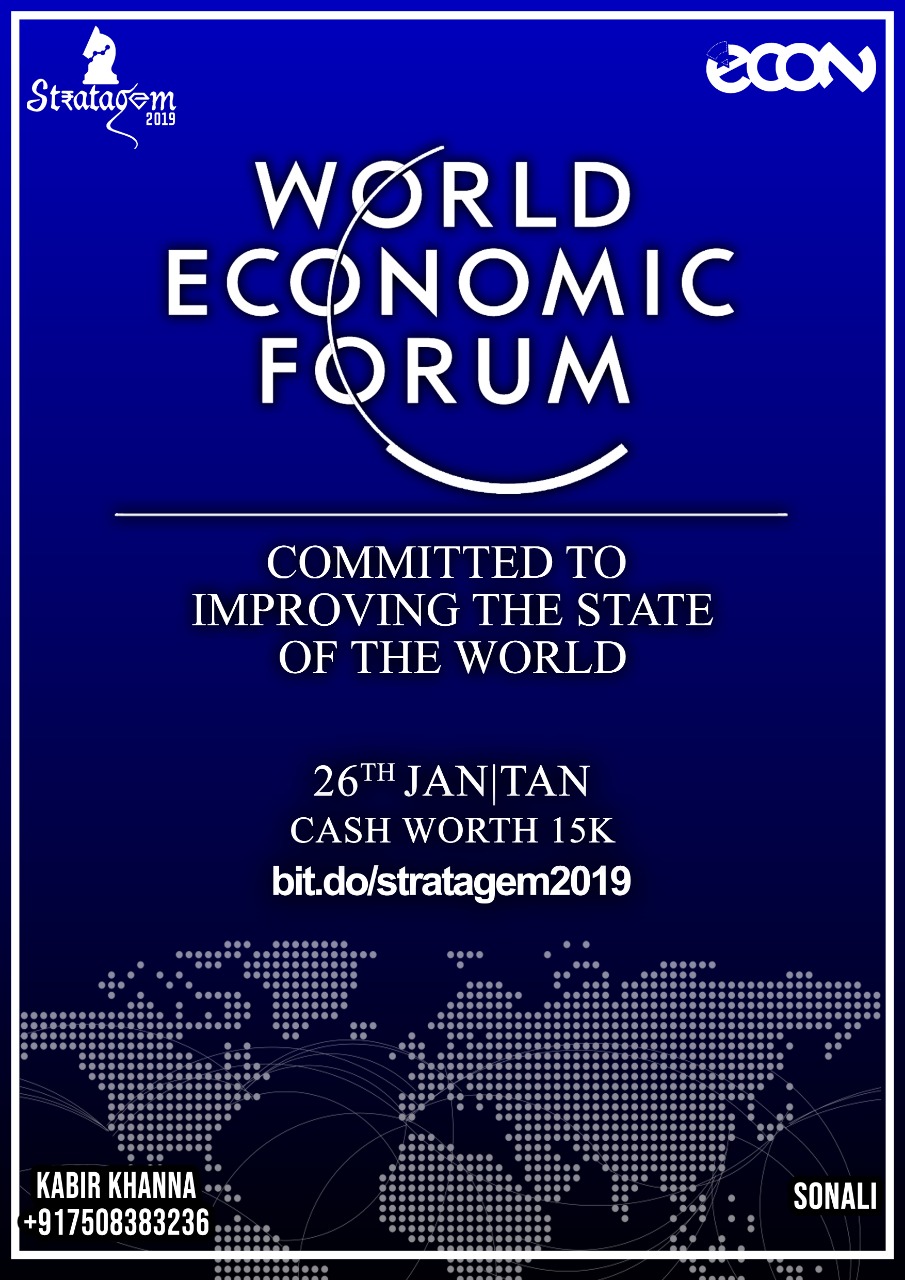 Stratagem
2019
econ
WORLD
ECONOMIC
FORUM
COMMITTED TO
IMPROVING THE STATE
OF THE WORLD
26TH JAN|TAN
CASH WORTH 15K
bit.do/stratagem2019
KABIR KHANNA
+917508383236
SONALI